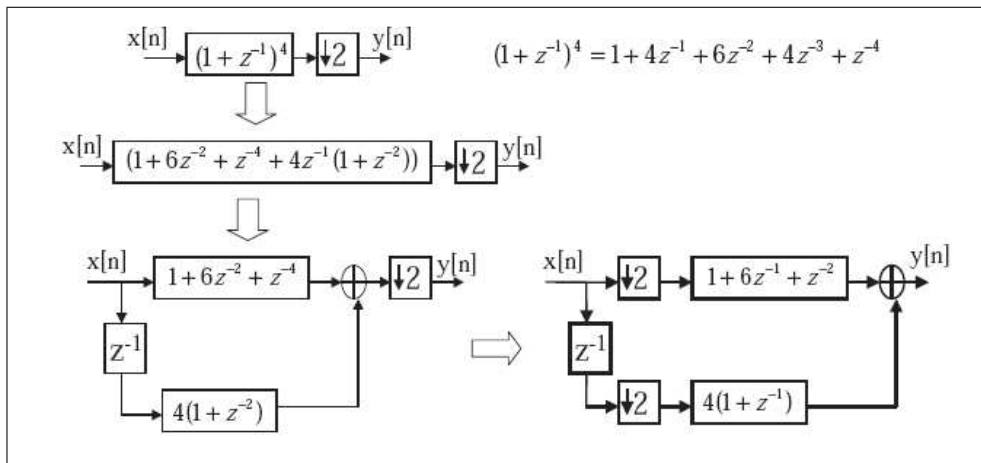 x[n] (1 + z⁻¹)⁴ ↓2 y[n]
(1 + z⁻¹)⁴ = 1 + 4z⁻¹ + 6z⁻² + 4z⁻³ + z⁻⁴
x[n] (1 + 6z⁻² + z⁻⁴ + 4z⁻¹(1 + z⁻²)) ↓2 y[n]
x[n] 1 + 6z⁻² + z⁻⁴ ↓2 y[n]
z⁻¹
4(1 + z⁻²)
x[n] ↓2 1 + 6z⁻¹ + z⁻² y[n]
z⁻¹
↓2 4(1 + z⁻¹)